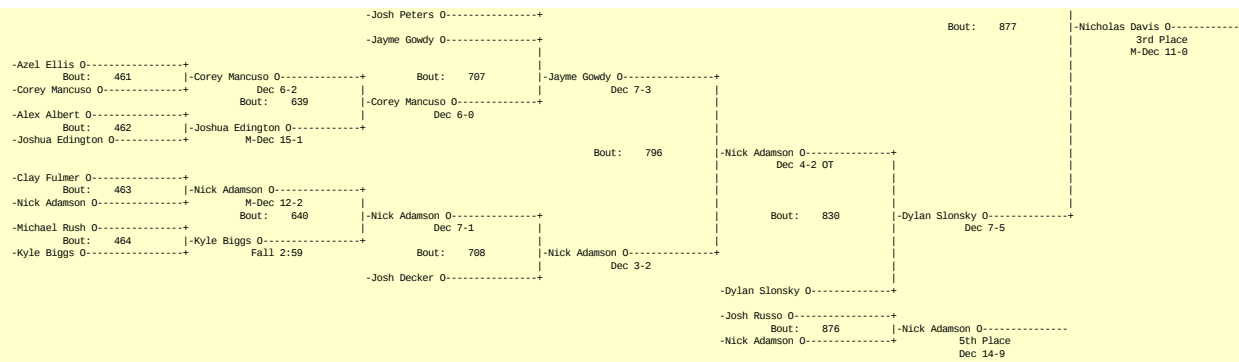 -Josh Peters O---------------+ |
Bout: 877 |-Nicholas Davis O-----------
-Jayme Gowdy O---------------+ | 3rd Place
| | M-Dec 11-0
-Azel Ellis O----------------+ | |
Bout: 461 |-Corey Mancuso O-------------+ Bout: 707 |-Jayme Gowdy O---------------+ |
-Corey Mancuso O-------------+ Dec 6-2 | | Dec 7-3 | |
Bout: 639 |-Corey Mancuso O-------------+ | |
-Alex Albert O---------------+ | Dec 6-0 | |
Bout: 462 |-Joshua Edington O-----------+ | |
-Joshua Edington O-----------+ M-Dec 15-1 | |
Bout: 796 |-Nick Adamson O--------------+ |
| Dec 4-2 OT | |
-Clay Fulmer O---------------+ | | |
Bout: 463 |-Nick Adamson O--------------+ | | |
-Nick Adamson O--------------+ M-Dec 12-2 | | | |
Bout: 640 |-Nick Adamson O--------------+ | Bout: 830 |-Dylan Slonsky O-------------+
-Michael Rush O--------------+ | Dec 7-1 | | | Dec 7-5
Bout: 464 |-Kyle Biggs O----------------+ | | |
-Kyle Biggs O----------------+ Fall 2:59 Bout: 708 |-Nick Adamson O--------------+ |
| Dec 3-2 |
-Josh Decker O---------------+ |
-Dylan Slonsky O-------------+
-Josh Russo O----------------+
Bout: 876 |-Nick Adamson O--------------
-Nick Adamson O--------------+ 5th Place
Dec 14-9